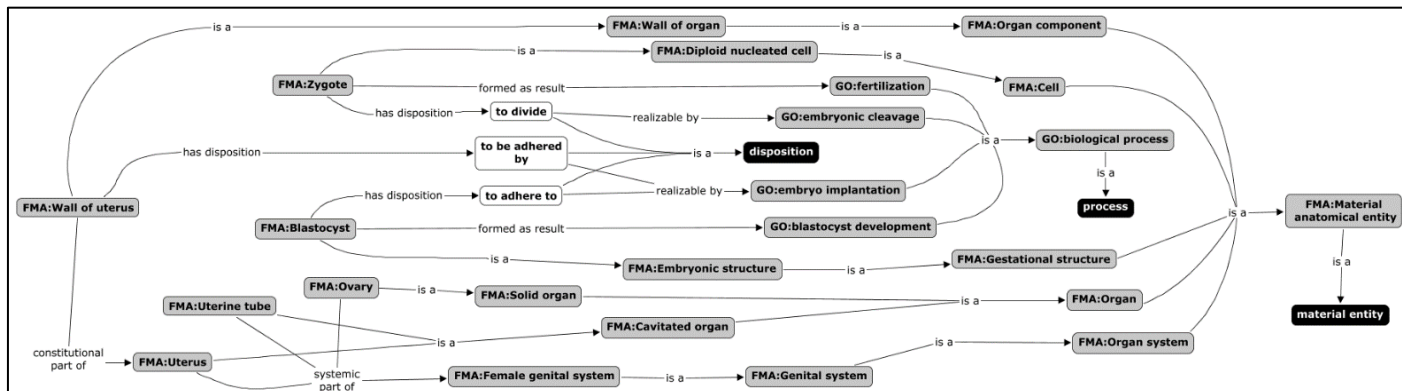 is a
FMA:Wall of organ
is a
FMA:Organ component
is a
FMA:Diploid nucleated cell
is a
FMA:Zygote
formed as result
GO:fertilization
FMA:Cell
has disposition
to divide
realizable by
GO:embryonic cleavage
is a
GO:biological process
has disposition
to be adhered
by
is a
disposition
is a
has disposition
to adhere to
realizable by
GO:embryo implantation
FMA:Wall of uterus
process
is a
FMA:Material
anatomical entity
FMA:Blastocyst
formed as result
GO:blastocyst development
is a
FMA:Embryonic structure
is a
FMA:Gestational structure
is a
FMA:Ovary
is a
FMA:Solid organ
is a
FMA:Organ
FMA:Uterine tube
material entity
FMA:Cavitated organ
is a
is a
FMA:Organ system
constitutional
part of
FMA:Uterus
systemic
part of
FMA:Female genital system
is a
FMA:Genital system